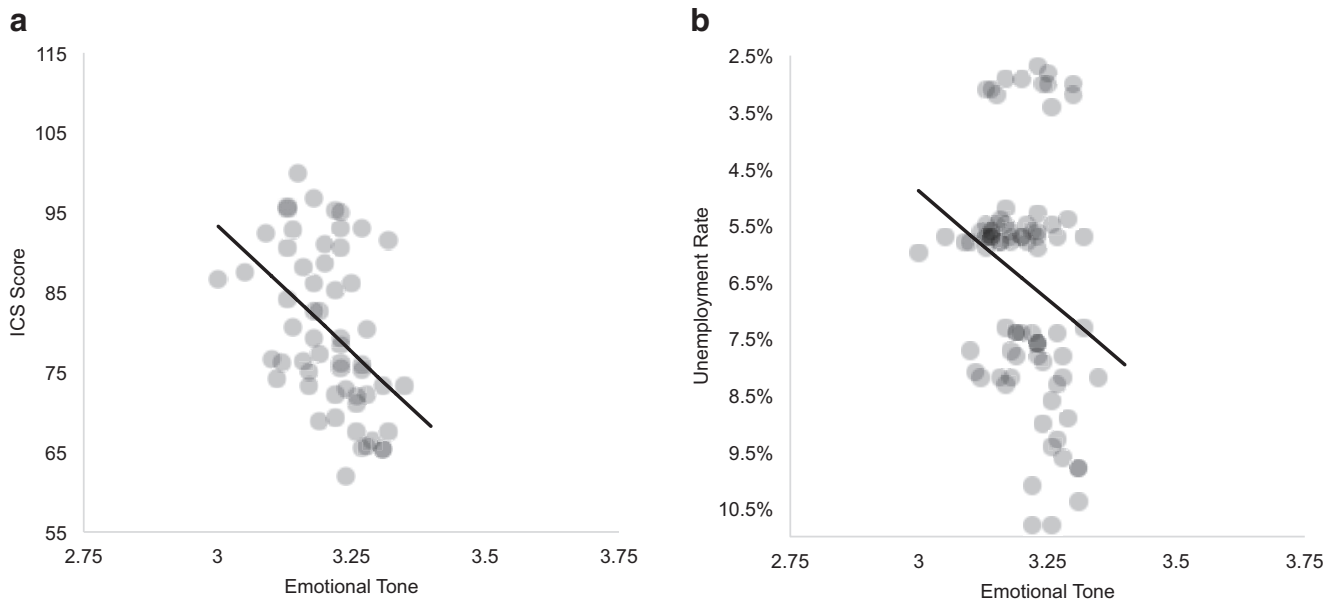 a
115
105
95
85
75
65
55
ICS Score
2.75 3 3.25 3.5 3.75
Emotional Tone
b
2.5%
3.5%
4.5%
5.5%
6.5%
7.5%
8.5%
9.5%
10.5%
Unemployment Rate
2.75 3 3.25 3.5 3.75
Emotional Tone